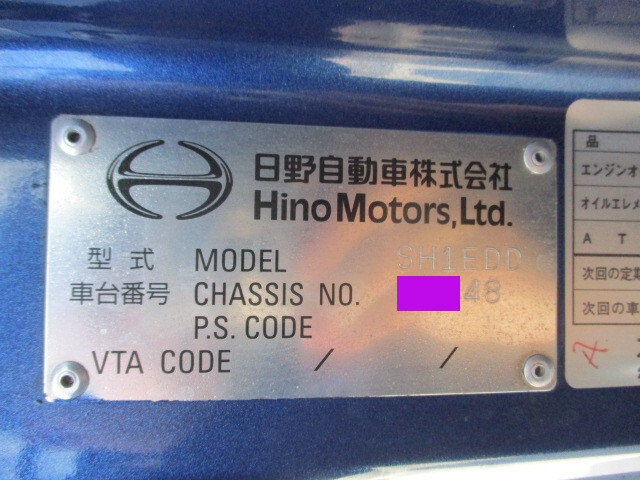 日野自動車株式会社
Hino Motors, Ltd.
型式 MODEL SH1EDD
車台番号 CHASSIS NO. 48
P.S. CODE
VTA CODE / /
品
エンジンオ
オイルエレメ
A T
次回の定期
次回の車